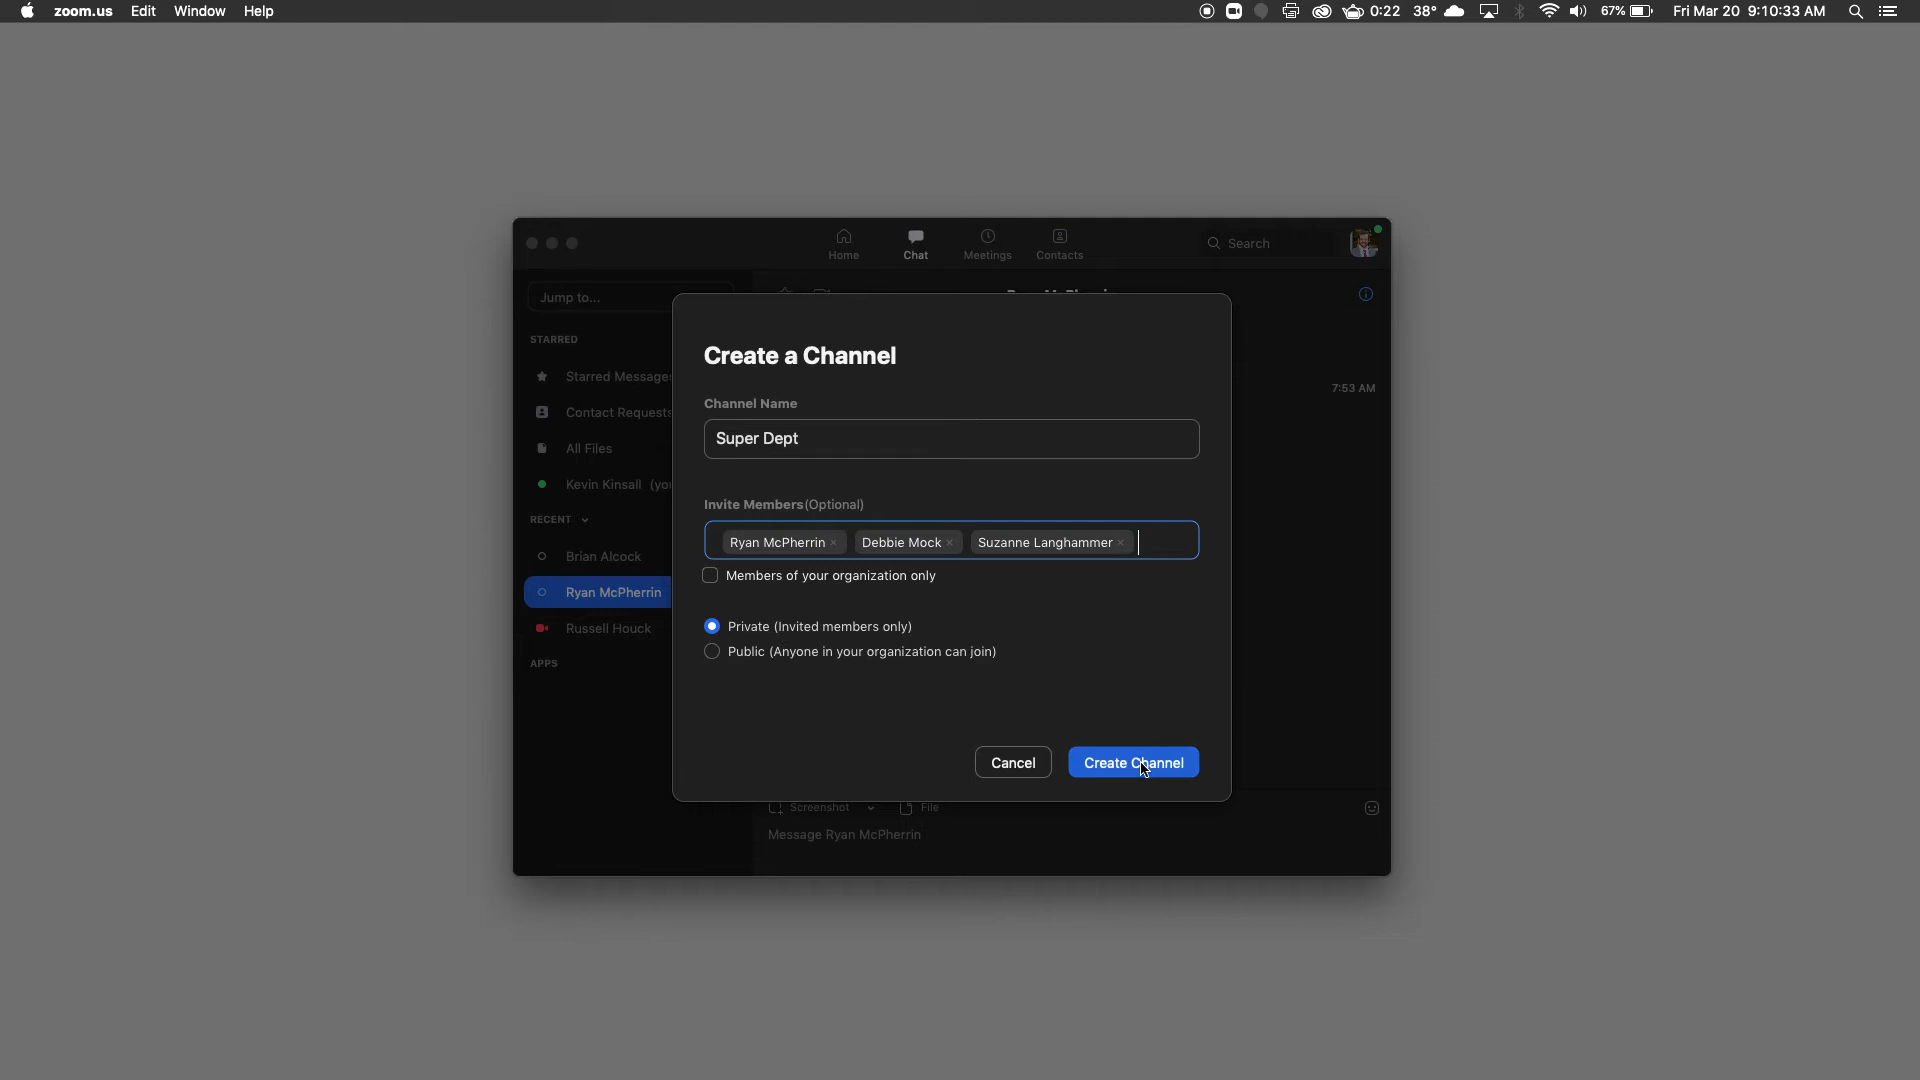 zoom.us Edit Window Help 0:22 38° 67% Fri Mar 20 9:10:33 AM
Home Chat Meetings Contacts Search
Jump to...
STARRED
Starred Messages
Contact Requests
All Files
Kevin Kinsall (you
RECENT
Brian Alcock
Ryan McPherrin
Russell Houck
APPS
Ryan McPherrin
7:53 AM
Create a Channel
Channel Name
Super Dept
Invite Members(Optional)
Ryan McPherrin × Debbie Mock × Suzanne Langhammer ×
Members of your organization only
Private (Invited members only)
Public (Anyone in your organization can join)
Cancel Create Channel
Screenshot File
Message Ryan McPherrin